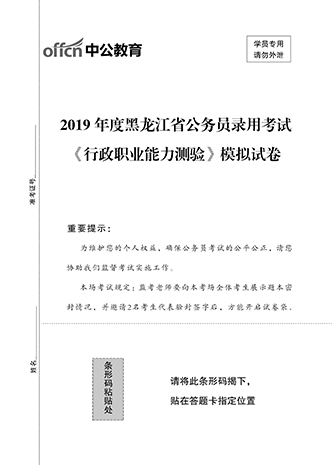 offcn 中公教育
学员专用
请勿外泄
2019 年度黑龙江省公务员录用考试
《行政职业能力测验》模拟试卷
准考证号
重要提示：
为维护您的个人权益，确保公务员考试的公平公正，请您
协助我们监督考试实施工作。
本场考试规定：监考老师要向本考场全体考生展示题本密
封情况，并邀请2名考生代表验封签字后，方能开启试卷袋。
姓名
条形码粘贴处
请将此条形码揭下，
贴在答题卡指定位置